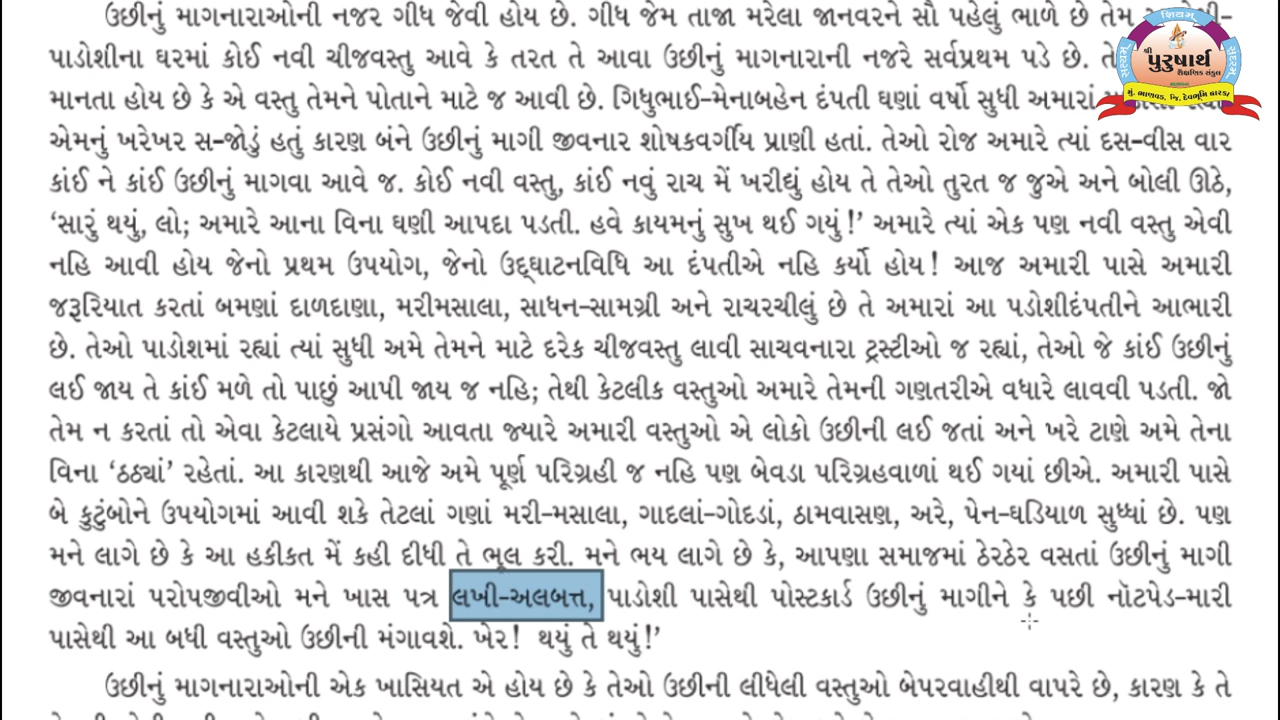 ઉછીનું માગનારાઓની નજર ગીધ જેવી હોય છે. ગીધ જેમ તાજા મરેલા જાનવરને સૌ પહેલું ભાળે છે તેમ
પાડોશીના ઘરમાં કોઈ નવી ચીજવસ્તુ આવે કે તરત તે આવા ઉછીનું માગનારાની નજરે સર્વપ્રથમ પડે છે.
માનતા હોય છે કે એ વસ્તુ તેમને પોતાને માટે જ આવી છે. ગિધુભાઈ-મેનાબહેન દંપતી ઘણાં વર્ષો સુધી અમારાં
એમનું ખરેખર સ-જોડું હતું કારણ બંને ઉછીનું માગી જીવનાર શોષકવર્ગીય પ્રાણી હતાં. તેઓ રોજ અમારે ત્યાં દસ-વીસ વાર
કાંઈ ને કાંઈ ઉછીનું માગવા આવે જ. કોઈ નવી વસ્તુ, કાંઈ નવું રાચ મેં ખરીદ્યું હોય તે તેઓ તુરત જ જુએ અને બોલી ઊઠે,
‘સારું થયું, લો; અમારે આના વિના ઘણી આપદા પડતી. હવે કાયમનું સુખ થઈ ગયું!’ અમારે ત્યાં એક પણ નવી વસ્તુ એવી
નહિ આવી હોય જેનો પ્રથમ ઉપયોગ, જેનો ઉદ્ઘાટનવિધિ આ દંપતીએ નહિ કર્યો હોય! આજ અમારી પાસે અમારી
જરૂરિયાત કરતાં બમણાં દાળદાણા, મરીમસાલા, સાધન-સામગ્રી અને રાચરચીલું છે તે અમારાં આ પડોશીદંપતીને આભારી
છે. તેઓ પાડોશમાં રહ્યાં ત્યાં સુધી અમે તેમને માટે દરેક ચીજવસ્તુ લાવી સાચવનારા ટ્રસ્ટીઓ જ રહ્યાં, તેઓ જે કાંઈ ઉછીનું
લઈ જાય તે કાંઈ મળે તો પાછું આપી જાય જ નહિ; તેથી કેટલીક વસ્તુઓ અમારે તેમની ગણતરીએ વધારે લાવવી પડતી. જો
તેમ ન કરતાં તો એવા કેટલાયે પ્રસંગો આવતા જ્યારે અમારી વસ્તુઓ એ લોકો ઉછીની લઈ જતાં અને ખરે ટાણે અમે તેના
વિના ‘ઠઠ્યાં’ રહેતાં. આ કારણથી આજે અમે પૂર્ણ પરિગ્રહી જ નહિ પણ બેવડા પરિગ્રહવાળાં થઈ ગયાં છીએ. અમારી પાસે
બે કુટુંબોને ઉપયોગમાં આવી શકે તેટલાં ગણાં મરી-મસાલા, ગાદલાં-ગોદડાં, ઠામવાસણ, અરે, પેન-ઘડિયાળ સુધ્ધાં છે. પણ
મને લાગે છે કે આ હકીકત મેં કહી દીધી તે ભૂલ કરી. મને ભય લાગે છે કે, આપણા સમાજમાં ઠેરઠેર વસતાં ઉછીનું માગી
જીવનારાં પરોપજીવીઓ મને ખાસ પત્ર લખી-અલબત્ત, પાડોશી પાસેથી પોસ્ટકાર્ડ ઉછીનું માગીને કે પછી નૉટપેડ-મારી
પાસેથી આ બધી વસ્તુઓ ઉછીની મંગાવશે. ખેર! થયું તે થયું!’
ઉછીનું માગનારાઓની એક ખાસિયત એ હોય છે કે તેઓ ઉછીની લીધેલી વસ્તુઓ બેપરવાહીથી વાપરે છે, કારણ કે તે
સત્યમ્
શિવમ્
સુંદરમ્
શ્રી
પુરુષાર્થ
શૈક્ષણિક સંકુલ
મું. ભાણવડ, જિ. દેવભૂમિ દ્વારકા